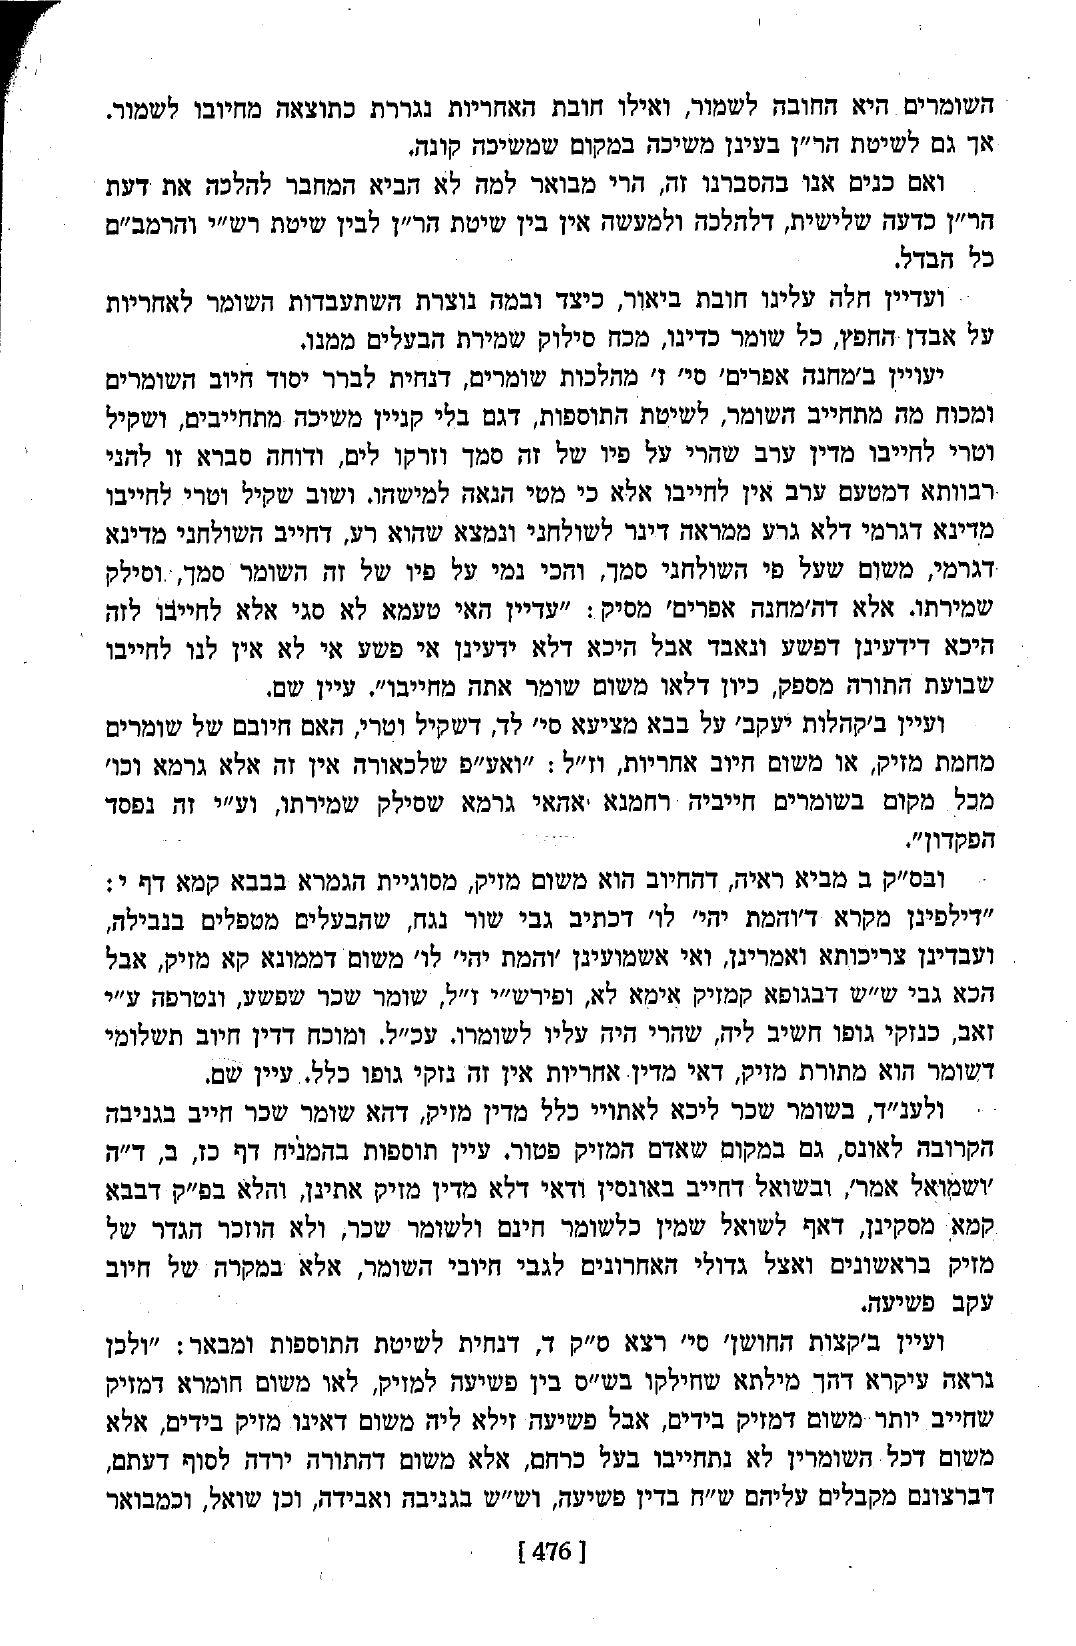 השומרים היא החובה לשמור, ואילו חובת האחריות נגררת כתוצאה מחיובו לשמור.
אך גם לשיטת הר״ן בעינן משיכה במקום שמשיכה קונה.
ואם כנים אנו בהסברנו זה, הרי מבואר למה לא הביא המחבר להלכה את דעת
הר״ן כדעה שלישית, דלהלכה ולמעשה אין בין שיטת הר״ן לבין שיטת רש״י והרמב״ם
כל הבדל.
ועדיין חלה עלינו חובת ביאור, כיצד ובמה נוצרת השתעבדות השומר לאחריות
על אבדן החפץ, כל שומר כדינו, מכח סילוק שמירת הבעלים ממנו.
יעויין ב׳מחנה אפרים׳ סי׳ ז׳ מהלכות שומרים, דנחית לברר יסוד חיוב השומרים
ומכוח מה מתחייב השומר, לשיטת התוספות, דגם בלי קניין משיכה מתחייבים, ושקיל
וטרי לחייבו מדין ערב שהרי על פיו של זה סמך וזרקו לים, ודוחה סברא זו להני
רבוותא דמטעם ערב אין לחייבו אלא כי מטי הנאה למישהו. ושוב שקיל וטרי לחייבו
מדינא דגרמי דלא גרע ממראה דינר לשולחני ונמצא שהוא רע, דחייב השולחני מדינא
דגרמי, משום שעל פי השולחני סמך, והכי נמי על פיו של זה השומר סמך, וסילק
שמירתו. אלא דה׳מחנה אפרים׳ מסיק: ״עדיין האי טעמא לא סגי אלא לחייבו לזה
היכא דידעינן דפשע ונאבד אבל היכא דלא ידעינן אי פשע אי לא אין לנו לחייבו
שבועת התורה מספק, כיון דלאו משום שומר אתה מחייבו״. עיין שם.
ועיין ב׳קהלות יעקב׳ על בבא מציעא סי׳ לד, דשקיל וטרי, האם חיובם של שומרים
מחמת מזיק, או משום חיוב אחריות, וז״ל: ״ואע״פ שלכאורה אין זה אלא גרמא וכו׳
מכל מקום בשומרים חייביה רחמנא אהאי גרמא שסילק שמירתו, וע״י זה נפסד
הפקדון״.
ובס״ק ב מביא ראיה, דהחיוב הוא משום מזיק, מסוגיית הגמרא בבבא קמא דף י:
״דילפינן מקרא ד׳והמת יהי׳ לו׳ דכתיב גבי שור נגח, שהבעלים מטפלים בנבילה,
ועבדינן צריכותא ואמרינן, ואי אשמועינן ׳והמת יהי׳ לו׳ משום דממונא קא מזיק, אבל
הכא גבי ש״ש דבגופא קמזיק אימא לא, ופירש״י ז״ל, שומר שכר שפשע, ונטרפה ע״י
זאב, כנזקי גופו חשיב ליה, שהרי היה עליו לשומרו. עכ״ל. ומוכח דדין חיוב תשלומי
דשומר הוא מתורת מזיק, דאי מדין אחריות אין זה נזקי גופו כלל. עיין שם.
ולענ״ד, בשומר שכר ליכא לאתויי כלל מדין מזיק, דהא שומר שכר חייב בגניבה
הקרובה לאונס, גם במקום שאדם המזיק פטור. עיין תוספות בהמניח דף כז, ב, ד״ה
׳ושמואל אמר׳, ובשואל דחייב באונסין ודאי דלא מדין מזיק אתינן, והלא בפ״ק דבבא
קמא מסקינן, דאף לשואל שמין כלשומר חינם ולשומר שכר, ולא הוזכר הגדר של
מזיק בראשונים ואצל גדולי האחרונים לגבי חיובי השומר, אלא במקרה של חיוב
עקב פשיעה.
ועיין ב׳קצות החושן׳ סי׳ רצא ס״ק ד, דנחית לשיטת התוספות ומבאר: ״ולכן
נראה עיקרא דהך מילתא שחילקו בש״ס בין פשיעה למזיק, לאו משום חומרא דמזיק
שחייב יותר משום דמזיק בידים, אבל פשיעה זילא ליה משום דאינו מזיק בידים, אלא
משום דכל השומרין לא נתחייבו בעל כרחם, אלא משום דהתורה ירדה לסוף דעתם,
דברצונם מקבלים עליהם ש״ח בדין פשיעה, וש״ש בגניבה ואבידה, וכן שואל, וכמבואר
[ 476 ]